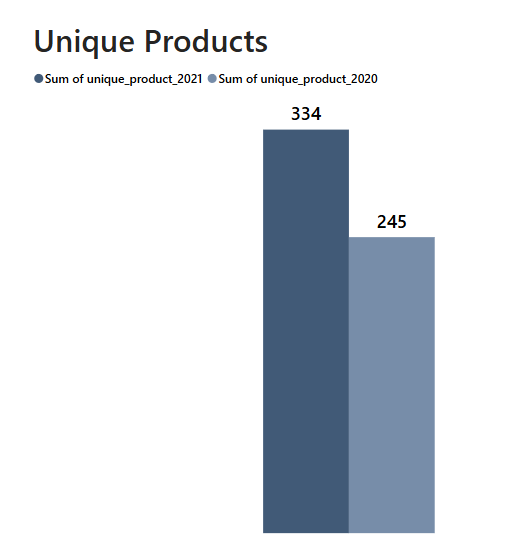 Unique Products
Sum of unique_product_2021 Sum of unique_product_2020
334
245